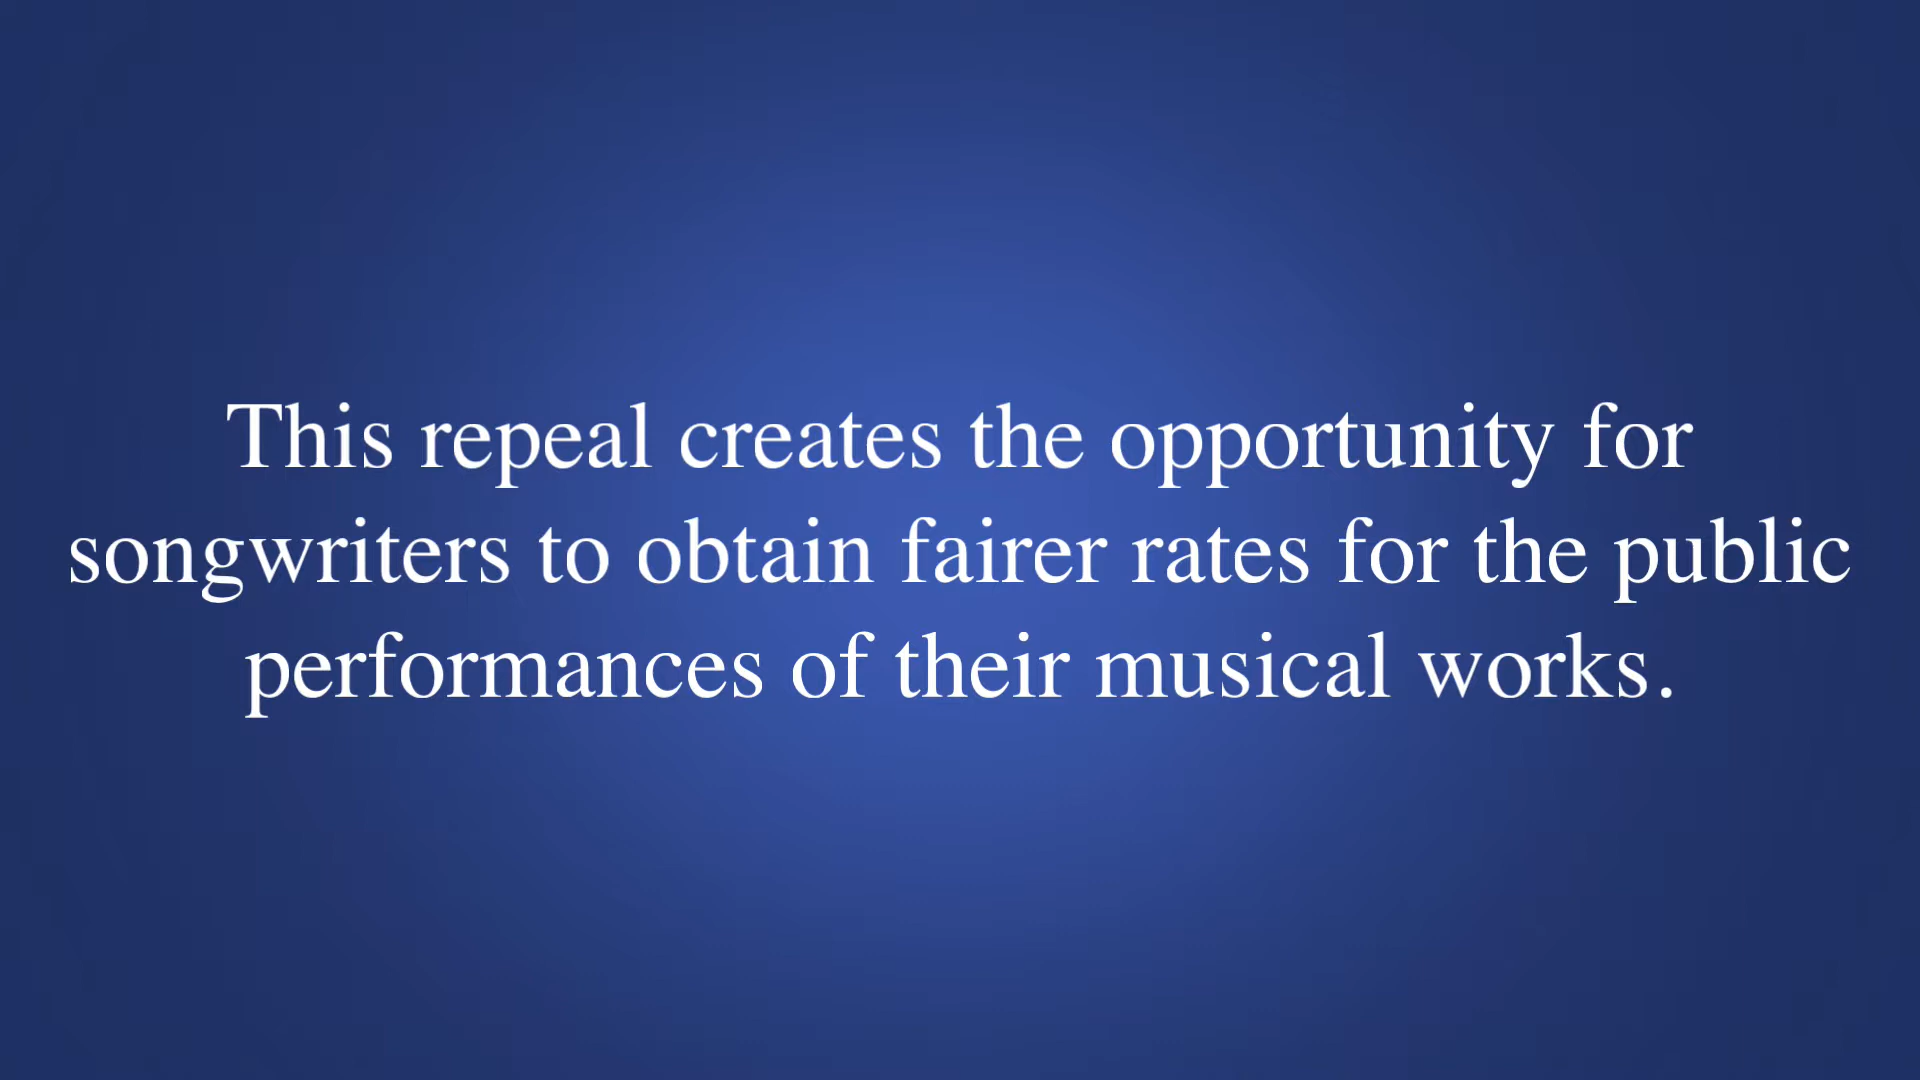 This repeal creates the opportunity for
songwriters to obtain fairer rates for the public
performances of their musical works.